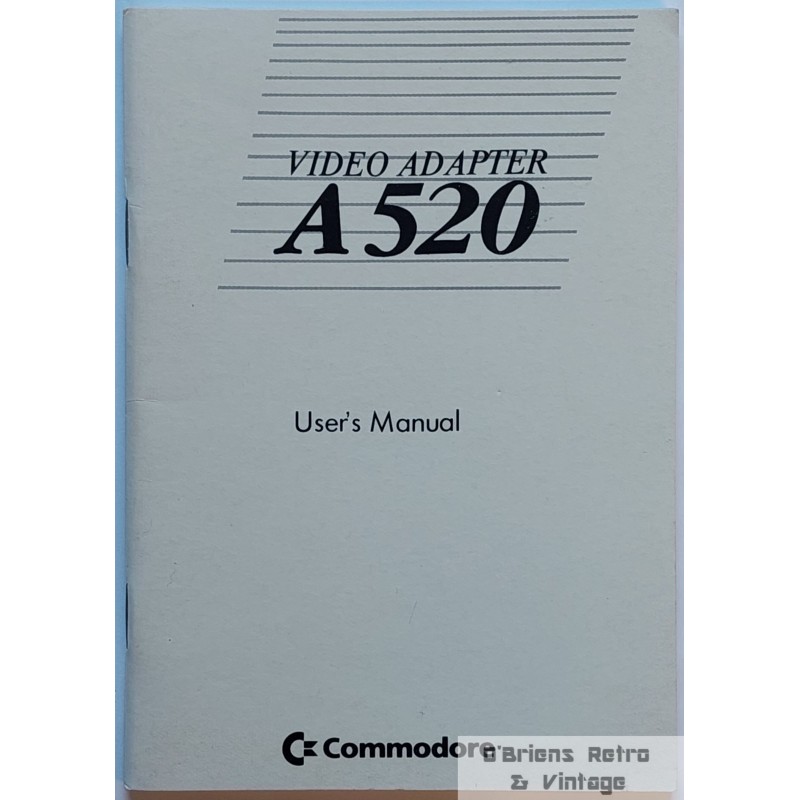 VIDEO ADAPTER
A520
User's Manual
Commodore
O'Briens Retro
& Vintage